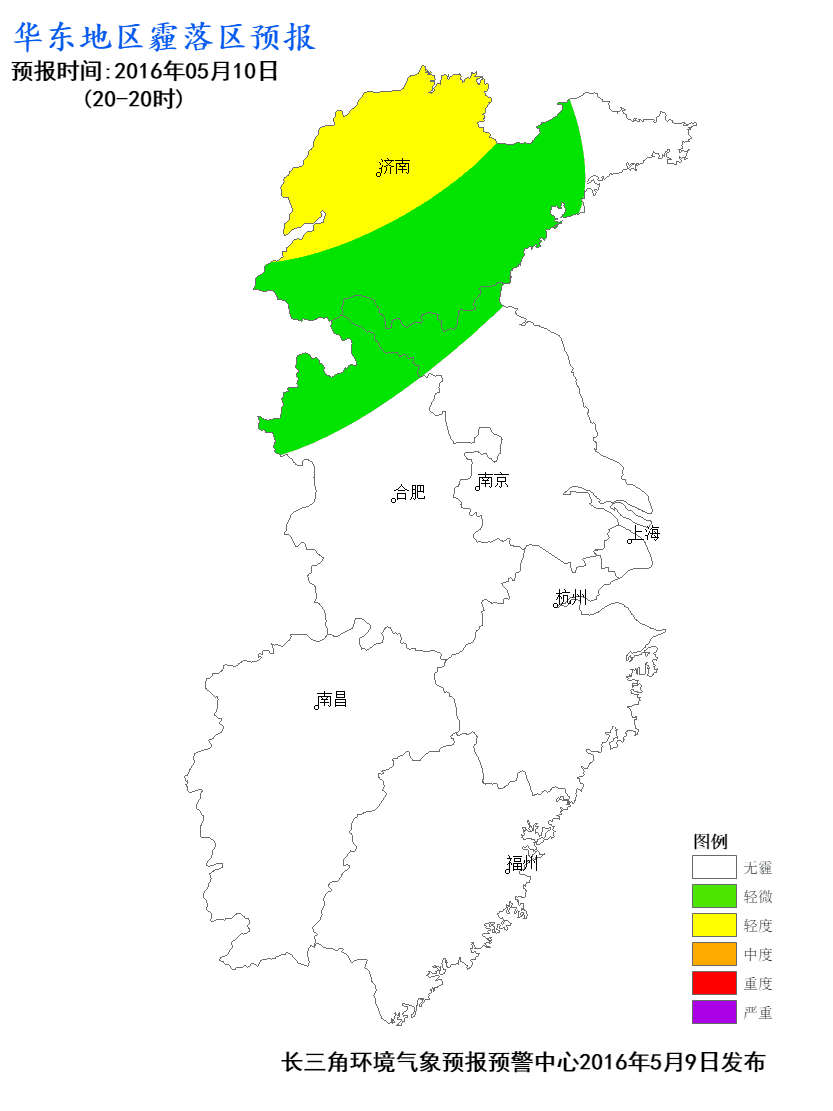 华东地区霾落区预报
预报时间:2016年05月10日
(20-20时)
济南
合肥
南京
上海
杭州
南昌
福州
图例
无霾
轻微
轻度
中度
重度
严重
长三角环境气象预报预警中心2016年5月9日发布